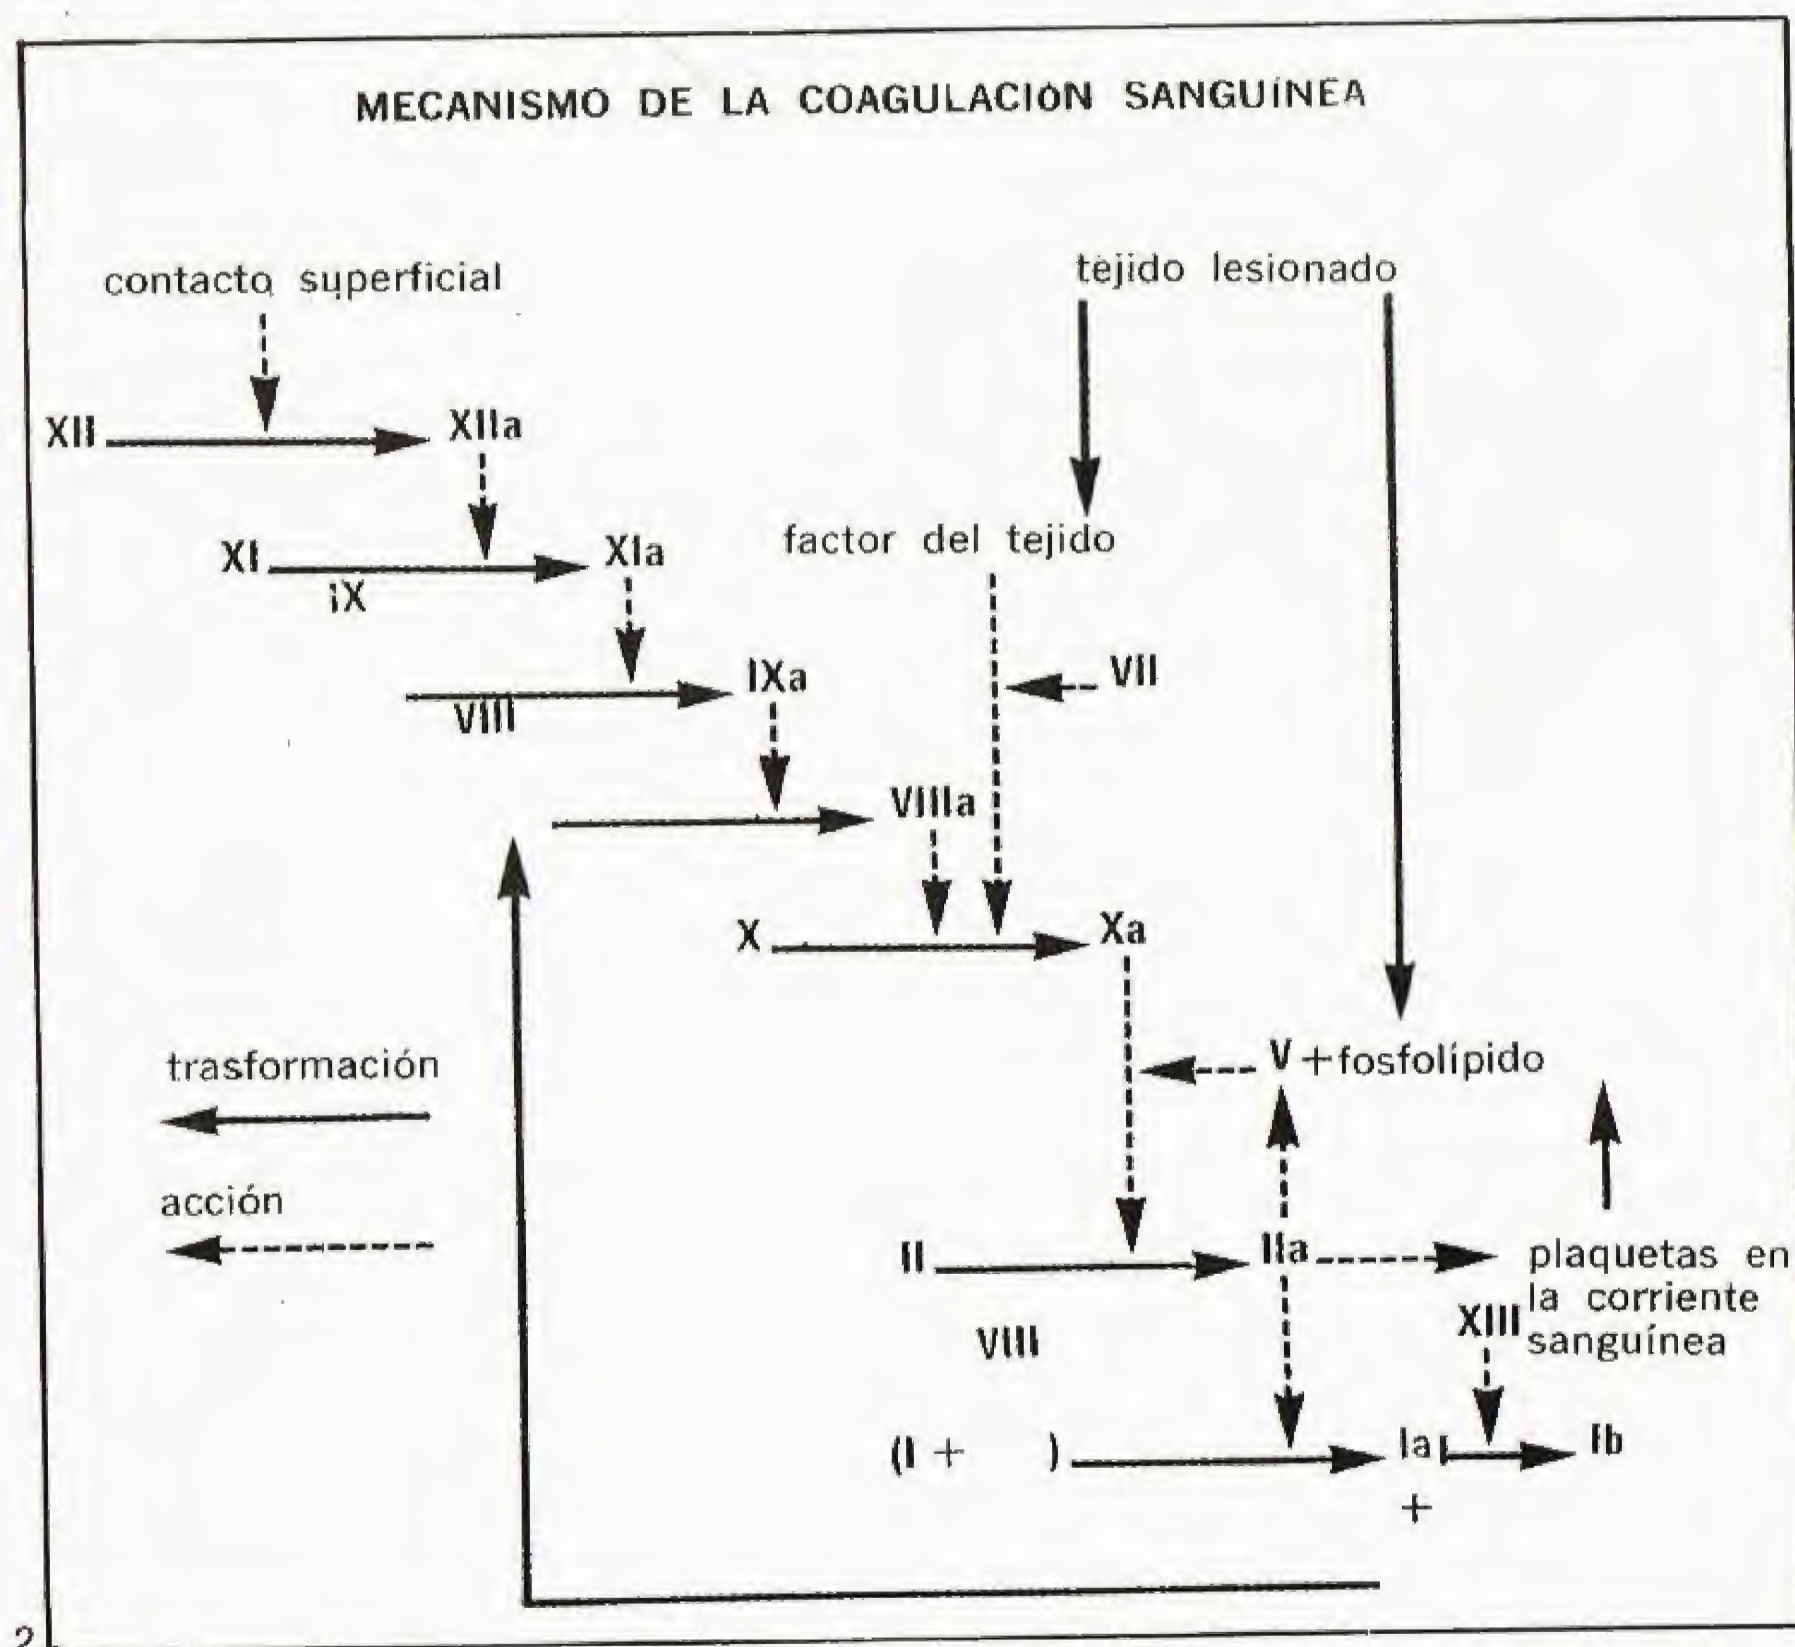 MECANISMO DE LA COAGULACIÓN SANGUÍNEA
contacto superficial
tejido lesionado
XII
XIIa
XI
XIa
factor del tejido
IX
VII
IXa
VIII
VIIIa
X
Xa
trasformación
V +fosfolípido
acción
II
IIa
plaquetas en
la corriente
sanguínea
XIII
VIII
(I + )
Ia
Ib
+
2